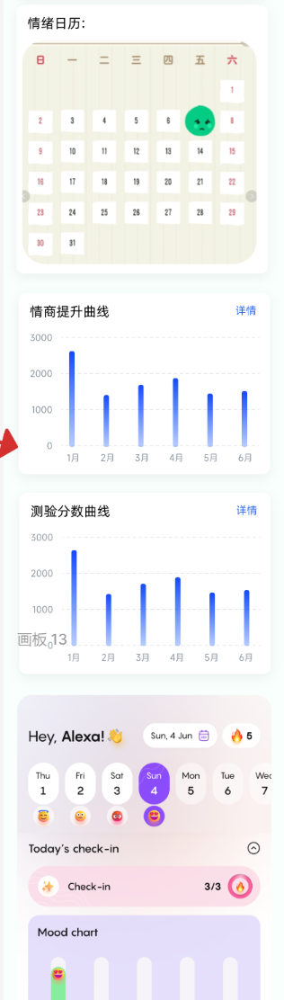 情绪日历:
日 一 二 三 四 五 六
1
2 3 4 5 6 8
9 10 11 12 13 14 15
16 17 18 19 20 21 22
23 24 25 26 27 28 29
30 31
情商提升曲线 详情
3000
2000
1000
0
1月 2月 3月 4月 5月 6月
测验分数曲线 详情
3000
2000
1000
画板 13
0
1月 2月 3月 4月 5月 6月
Hey, Alexa! Sun, 4 Jun 5
Thu Fri Sat Sun Mon Tue Wed
1 2 3 4 5 6 7
Today's check-in
Check-in 3/3
Mood chart